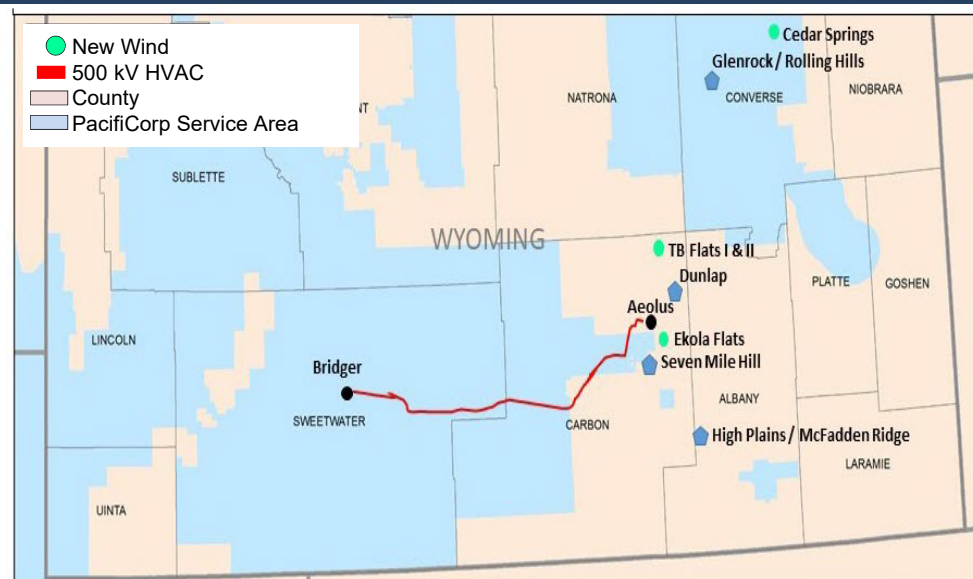 New Wind
500 kV HVAC
County
PacifiCorp Service Area
NT
Cedar Springs
Glenrock / Rolling Hills
NATRONA
CONVERSE
NIOBRARA
SUBLETTE
WYOMING
TB Flats I & II
Dunlap
PLATTE
GOSHEN
Aeolus
LINCOLN
Ekola Flats
Bridger
Seven Mile Hill
ALBANY
SWEETWATER
CARBON
High Plains / McFadden Ridge
LARAMIE
UINTA